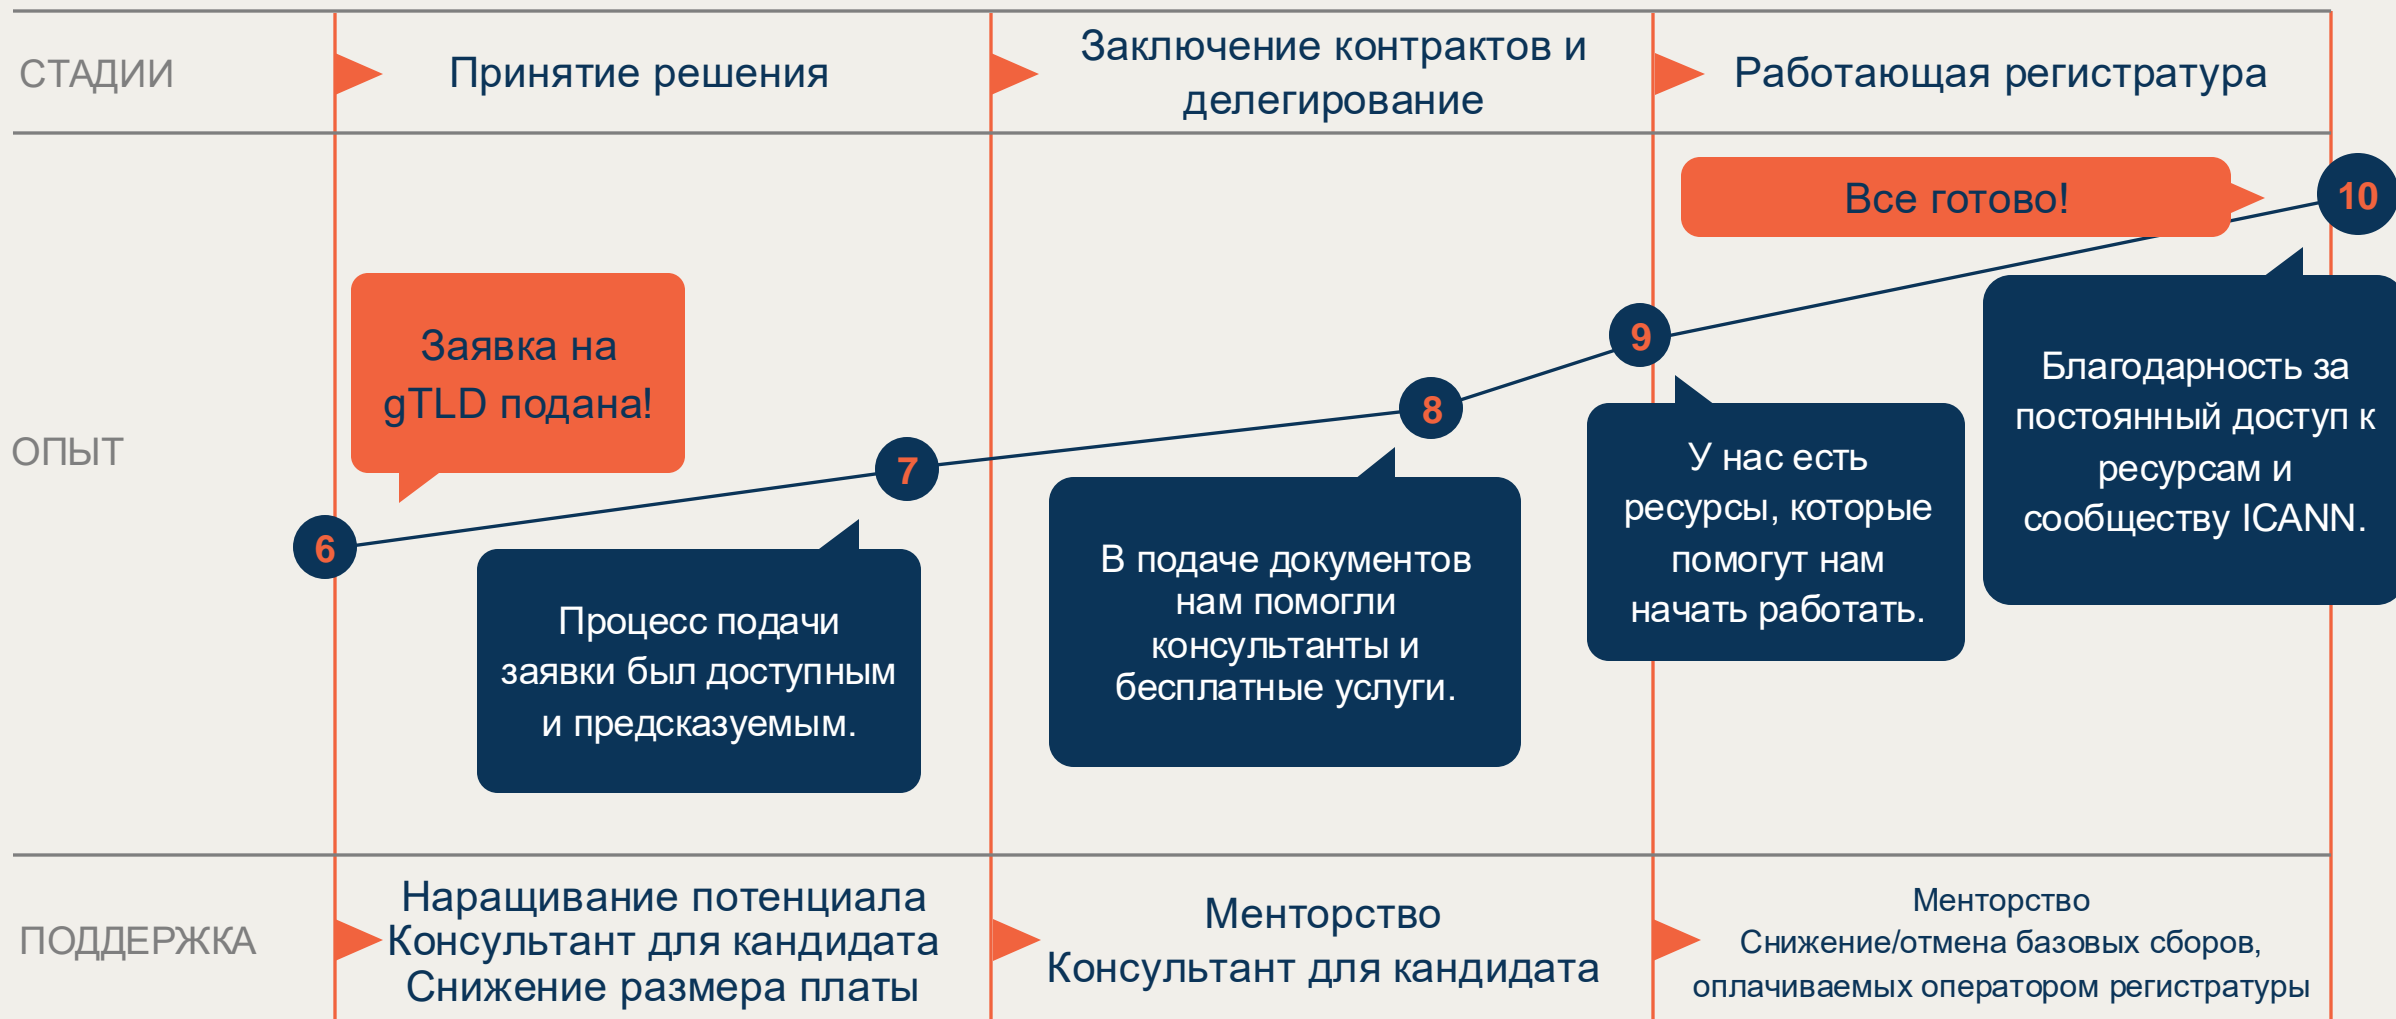 СТАДИИ
Принятие решения
Заключение контрактов и
делегирование
Работающая регистратура
ОПЫТ
6
Заявка на
gTLD подана!
7
Процесс подачи
заявки был доступным
и предсказуемым.
8
В подаче документов
нам помогли
консультанты и
бесплатные услуги.
9
У нас есть
ресурсы, которые
помогут нам
начать работать.
Все готово!
10
Благодарность за
постоянный доступ к
ресурсам и
сообществу ICANN.
ПОДДЕРЖКА
Наращивание потенциала
Консультант для кандидата
Снижение размера платы
Менторство
Консультант для кандидата
Менторство
Снижение/отмена базовых сборов,
оплачиваемых оператором регистратуры